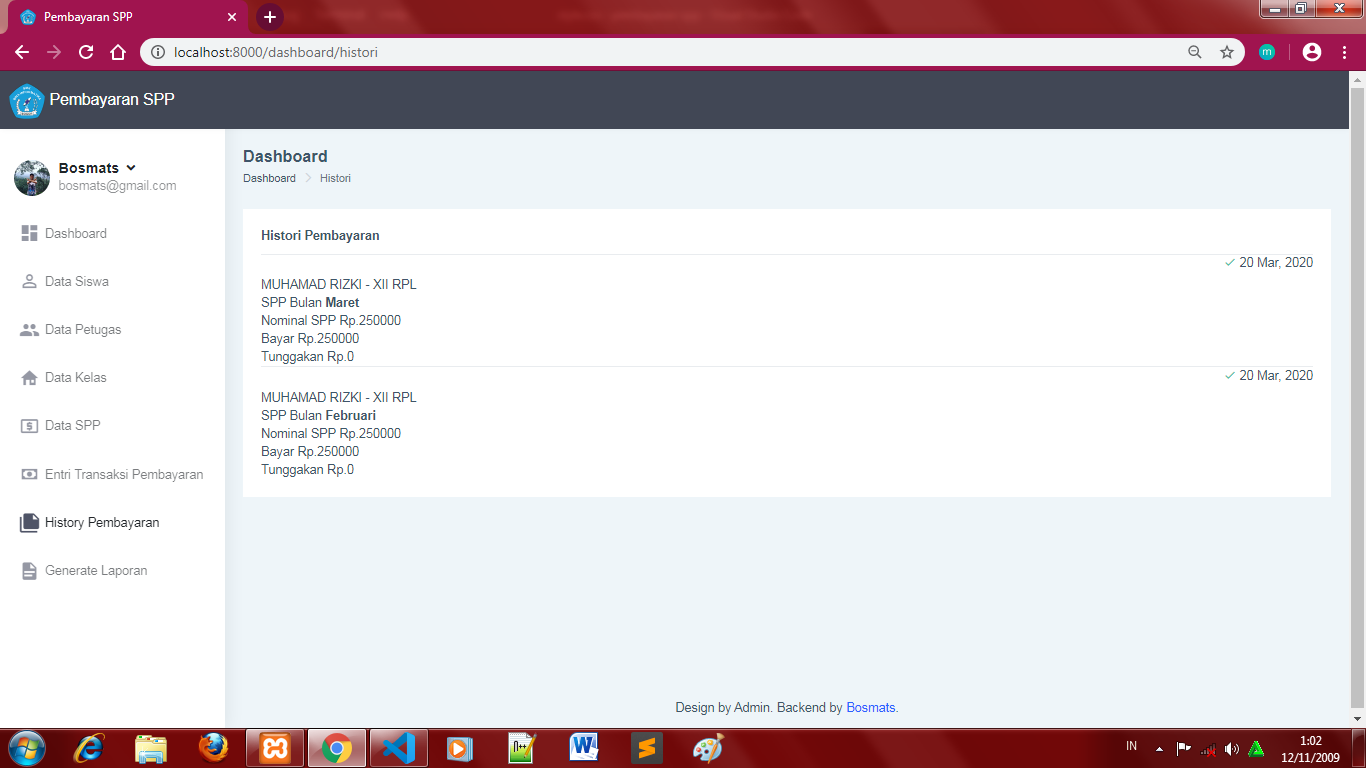 Pembayaran SPP
localhost:8000/dashboard/histori
m
Pembayaran SPP
Bosmats
bosmats@gmail.com
Dashboard
Data Siswa
Data Petugas
Data Kelas
Data SPP
Entri Transaksi Pembayaran
History Pembayaran
Generate Laporan
Dashboard
Dashboard Histori
Histori Pembayaran
20 Mar, 2020
MUHAMAD RIZKI - XII RPL
SPP Bulan Maret
Nominal SPP Rp.250000
Bayar Rp.250000
Tunggakan Rp.0
20 Mar, 2020
MUHAMAD RIZKI - XII RPL
SPP Bulan Februari
Nominal SPP Rp.250000
Bayar Rp.250000
Tunggakan Rp.0
Design by Admin. Backend by Bosmats.
IN
1:02
12/11/2009